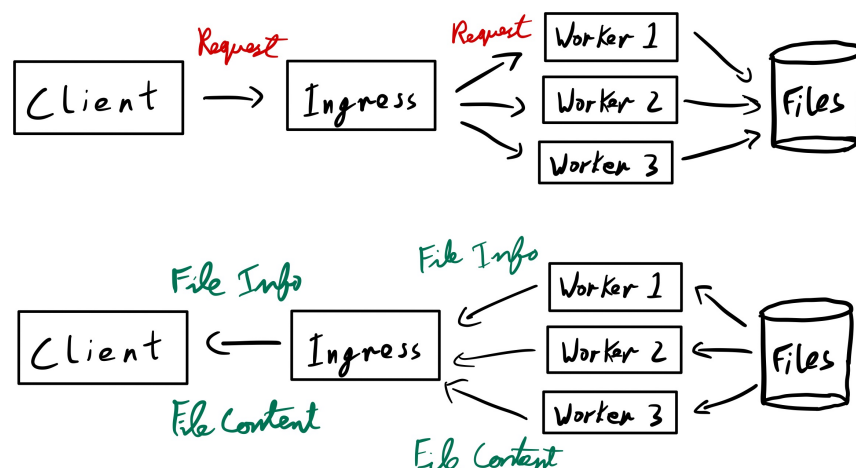 Request
Request
Client
Ingress
Worker 1
Worker 2
Worker 3
Files
File Info
File Info
Client
Ingress
Worker 1
Worker 2
Worker 3
Files
File Content
File Content